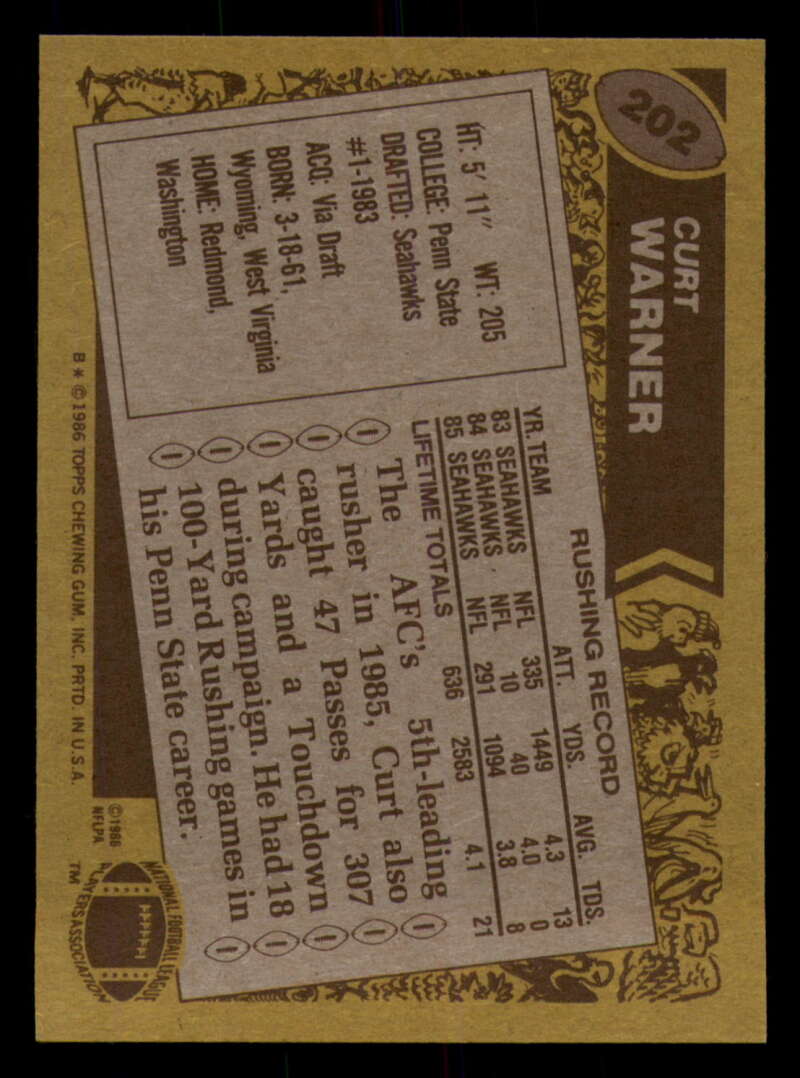 202
CURT
WARNER
HT: 5' 11" WT: 205
COLLEGE: Penn State
DRAFTED: Seahawks
#1-1983
ACQ: Via Draft
BORN: 3-18-61,
Wyoming, West Virginia
HOME: Redmond,
Washington
RUSHING RECORD
YR. TEAM ATT. YDS. AVG. TDS.
83 SEAHAWKS NFL 335 1449 4.3 13
84 SEAHAWKS NFL 10 40 4.0 0
85 SEAHAWKS NFL 291 1094 3.8 8
LIFETIME TOTALS 636 2583 4.1 21
The AFC's 5th-leading
rusher in 1985, Curt also
caught 47 Passes for 307
Yards and a Touchdown
during campaign. He had 18
100-Yard Rushing games in
his Penn State career.
B * © 1986 TOPPS CHEWING GUM, INC. PRTD. IN U.S.A.
© 1986
NFLPA
NATIONAL FOOTBALL LEAGUE
PLAYERS ASSOCIATION
TM